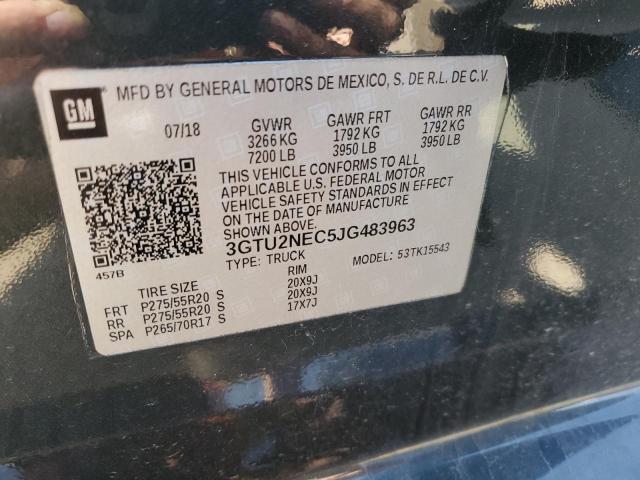 GM
MFD BY GENERAL MOTORS DE MEXICO, S. DE R.L. DE C.V.
07/18 GVWR GAWR FRT GAWR RR
3266 KG 1792 KG 1792 KG
7200 LB 3950 LB 3950 LB
THIS VEHICLE CONFORMS TO ALL
APPLICABLE U.S. FEDERAL MOTOR
VEHICLE SAFETY STANDARDS IN EFFECT
ON THE DATE OF MANUFACTURE
SHOWN ABOVE.
3GTU2NEC5JG483963
457B TYPE: TRUCK MODEL: 53TK15543
TIRE SIZE RIM
FRT P275/55R20 S 20X9J
RR P275/55R20 S 20X9J
SPA P265/70R17 S 17X7J